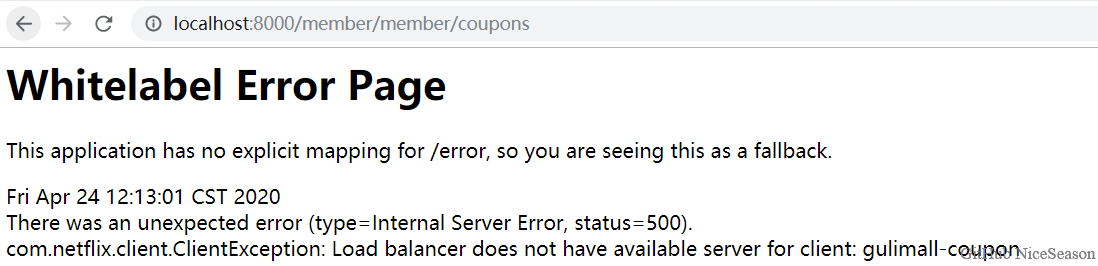 localhost:8000/member/member/coupons
Whitelabel Error Page
This application has no explicit mapping for /error, so you are seeing this as a fallback.
Fri Apr 24 12:13:01 CST 2020
There was an unexpected error (type=Internal Server Error, status=500).
com.netflix.client.ClientException: Load balancer does not have available server for client: gulimall-coupon
GitHub NiceSeason